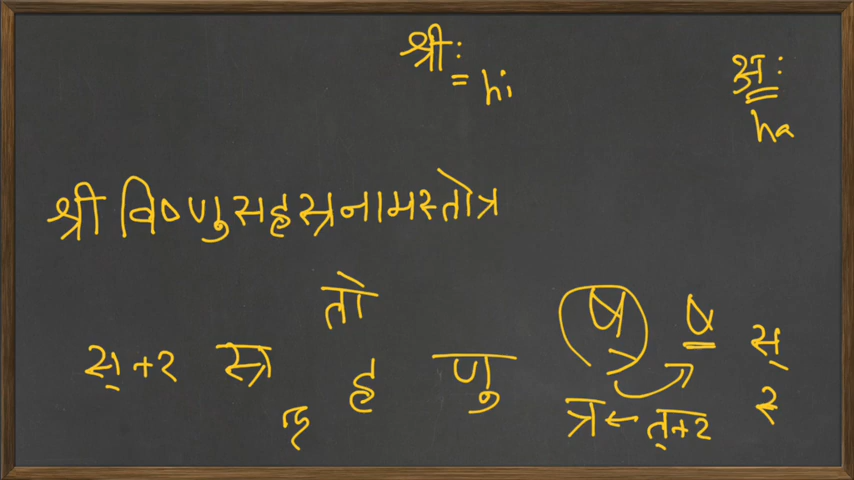 श्रीः अः
hi ha
श्रीविष्णुसहस्रनामस्तोत्र
तो
स्+र स्र ह णु ष ष् स्
त्र ← त्+र र